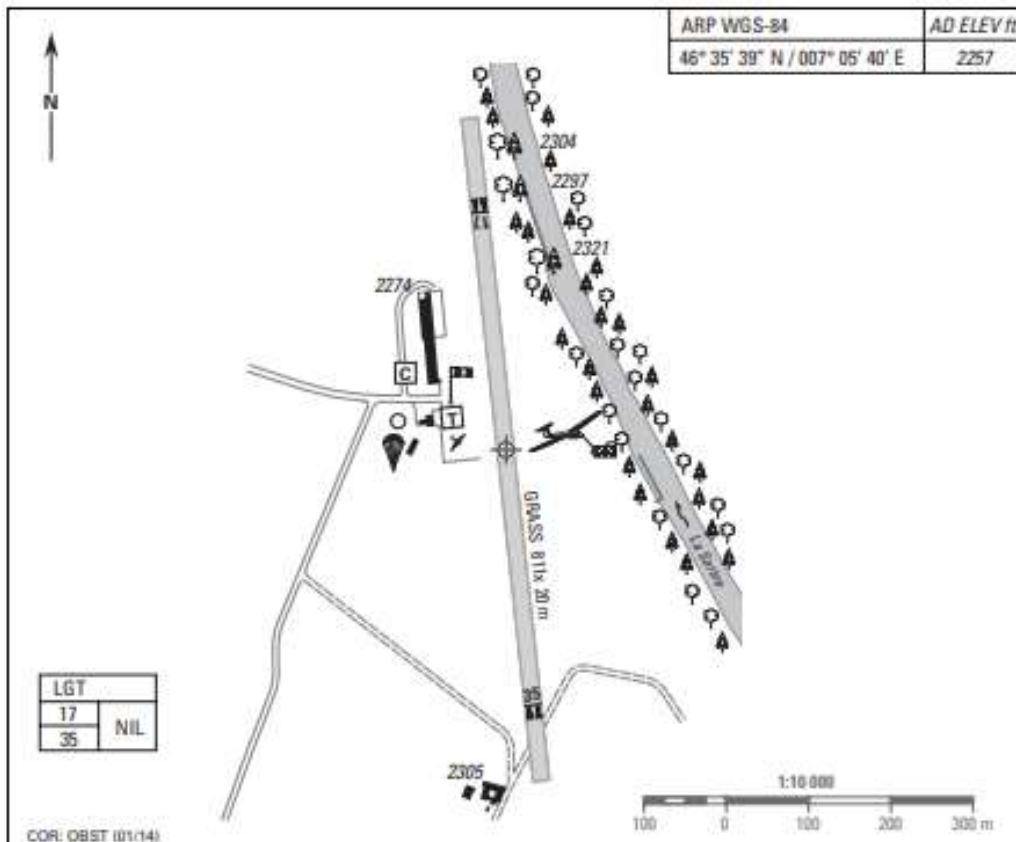 ARP WGS-84 AD ELEV ft
46° 35' 39" N / 007° 05' 40' E 2257
N
2304
2297
17
2321
2274
C
T
GRASS 811x 30 m
La Sarine
35
LGT
17 NIL
35
2305
1:10 000
100 0 100 200 300 m
COR: OBST (01/14)